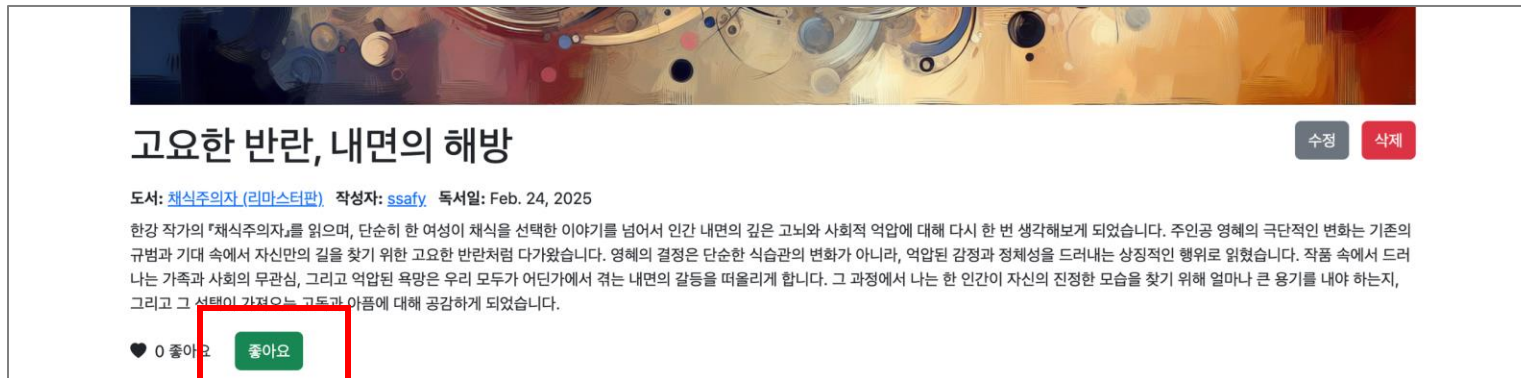 고요한 반란, 내면의 해방
수정 삭제
도서: 채식주의자 (리마스터판) 작성자: ssafy 독서일: Feb. 24, 2025
한강 작가의 『채식주의자』를 읽으며, 단순히 한 여성이 채식을 선택한 이야기를 넘어서 인간 내면의 깊은 고뇌와 사회적 억압에 대해 다시 한 번 생각해보게 되었습니다. 주인공 영혜의 극단적인 변화는 기존의
규범과 기대 속에서 자신만의 길을 찾기 위한 고요한 반란처럼 다가왔습니다. 영혜의 결정은 단순한 식습관의 변화가 아니라, 억압된 감정과 정체성을 드러내는 상징적인 행위로 읽혔습니다. 작품 속에서 드러
나는 가족과 사회의 무관심, 그리고 억압된 욕망은 우리 모두가 어딘가에서 겪는 내면의 갈등을 떠올리게 합니다. 그 과정에서 나는 한 인간이 자신의 진정한 모습을 찾기 위해 얼마나 큰 용기를 내야 하는지,
그리고 그 선택이 가져오는 고독과 아픔에 대해 공감하게 되었습니다.
0 좋아요 좋아요